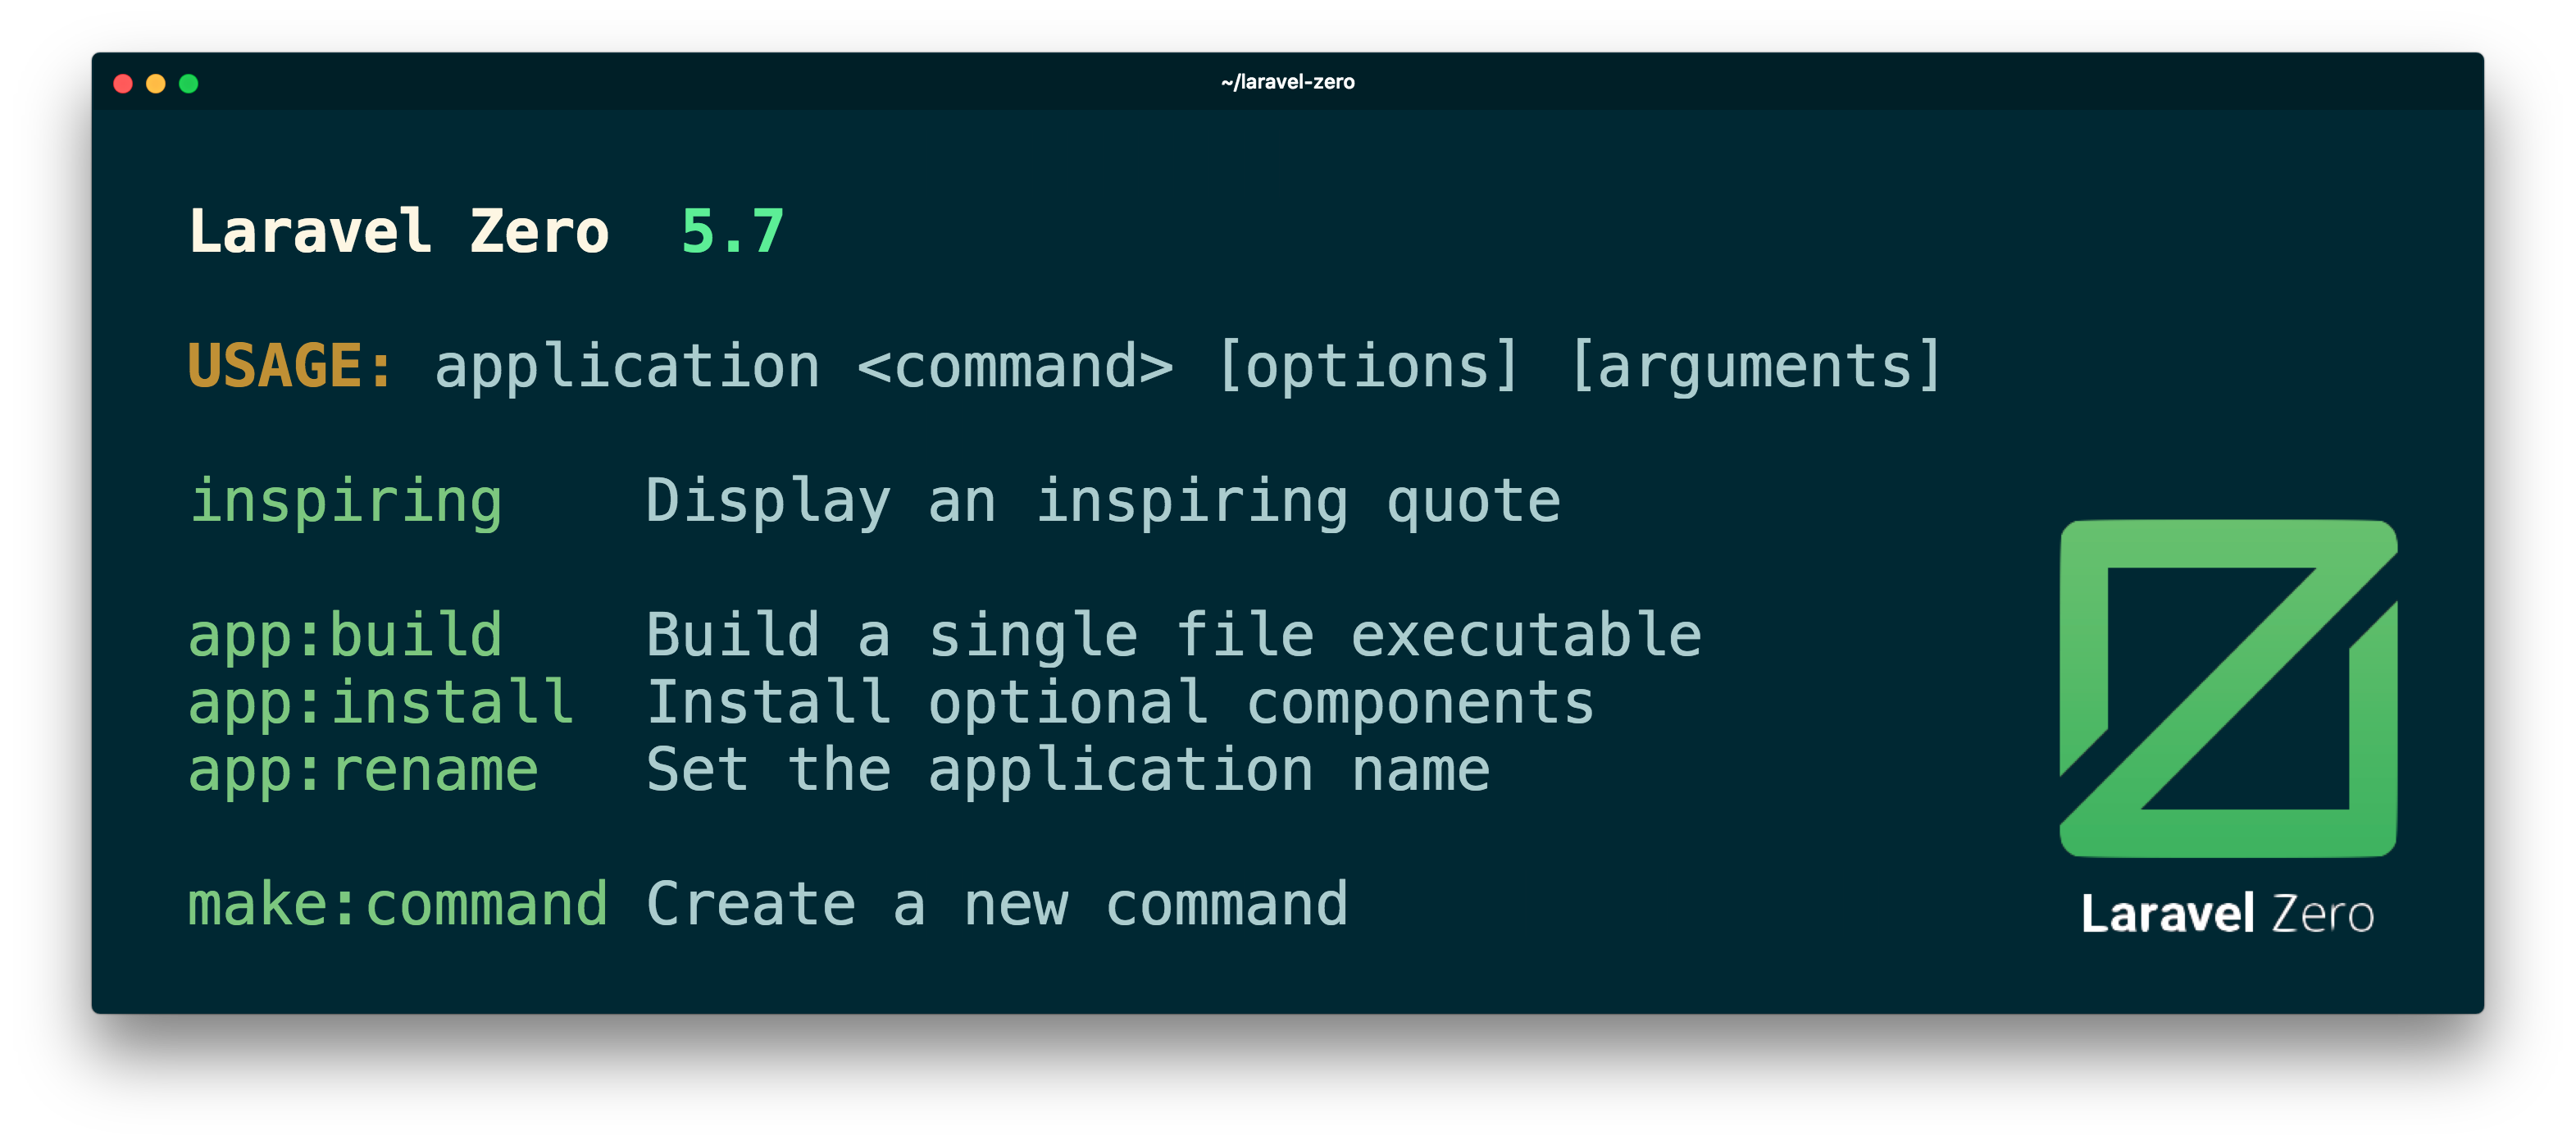 ~/laravel-zero
Laravel Zero 5.7
USAGE: application <command> [options] [arguments]
inspiring Display an inspiring quote
app:build Build a single file executable
app:install Install optional components
app:rename Set the application name
make:command Create a new command
Laravel Zero